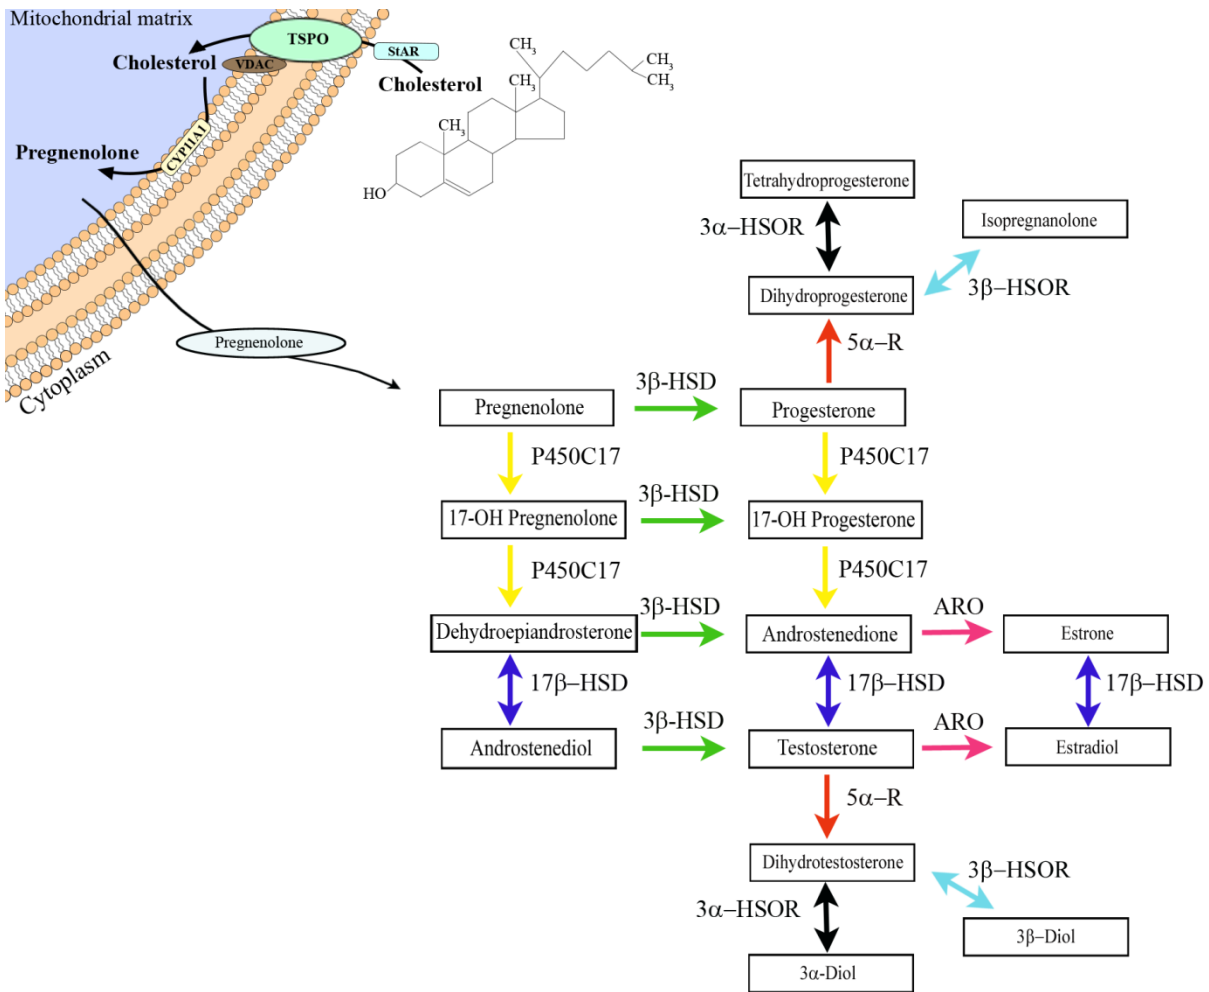 Mitochondrial matrix
TSPO
StAR
VDAC
Cholesterol
Cholesterol
CYP11A1
Pregnenolone
CH₃
CH₃
CH₃
CH₃
CH₃
HO
Cytoplasm
Pregnenolone
Tetrahydroprogesterone
3α–HSOR
Isopregnanolone
3β–HSOR
Dihydroprogesterone
5α–R
Pregnenolone
3β-HSD
Progesterone
P450C17
P450C17
17-OH Pregnenolone
3β-HSD
17-OH Progesterone
P450C17
P450C17
Dehydroepiandrosterone
3β-HSD
Androstenedione
ARO
Estrone
17β–HSD
17β–HSD
17β–HSD
Androstenediol
3β-HSD
Testosterone
ARO
Estradiol
5α–R
Dihydrotestosterone
3β–HSOR
3α–HSOR
3β–Diol
3α-Diol